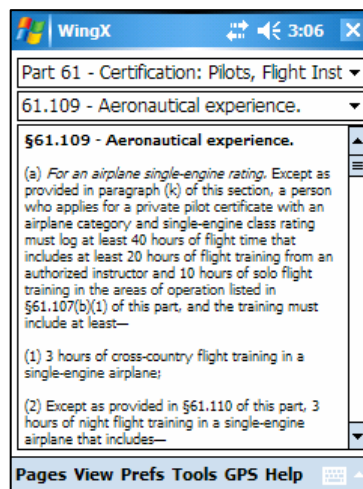 WingX 3:06
Part 61 - Certification: Pilots, Flight Inst
61.109 - Aeronautical experience.
§61.109 - Aeronautical experience.
(a) For an airplane single-engine rating. Except as
provided in paragraph (k) of this section, a person
who applies for a private pilot certificate with an
airplane category and single-engine class rating
must log at least 40 hours of flight time that
includes at least 20 hours of flight training from an
authorized instructor and 10 hours of solo flight
training in the areas of operation listed in
§61.107(b)(1) of this part, and the training must
include at least—
(1) 3 hours of cross-country flight training in a
single-engine airplane;
(2) Except as provided in §61.110 of this part, 3
hours of night flight training in a single-engine
airplane that includes—
Pages View Prefs Tools GPS Help